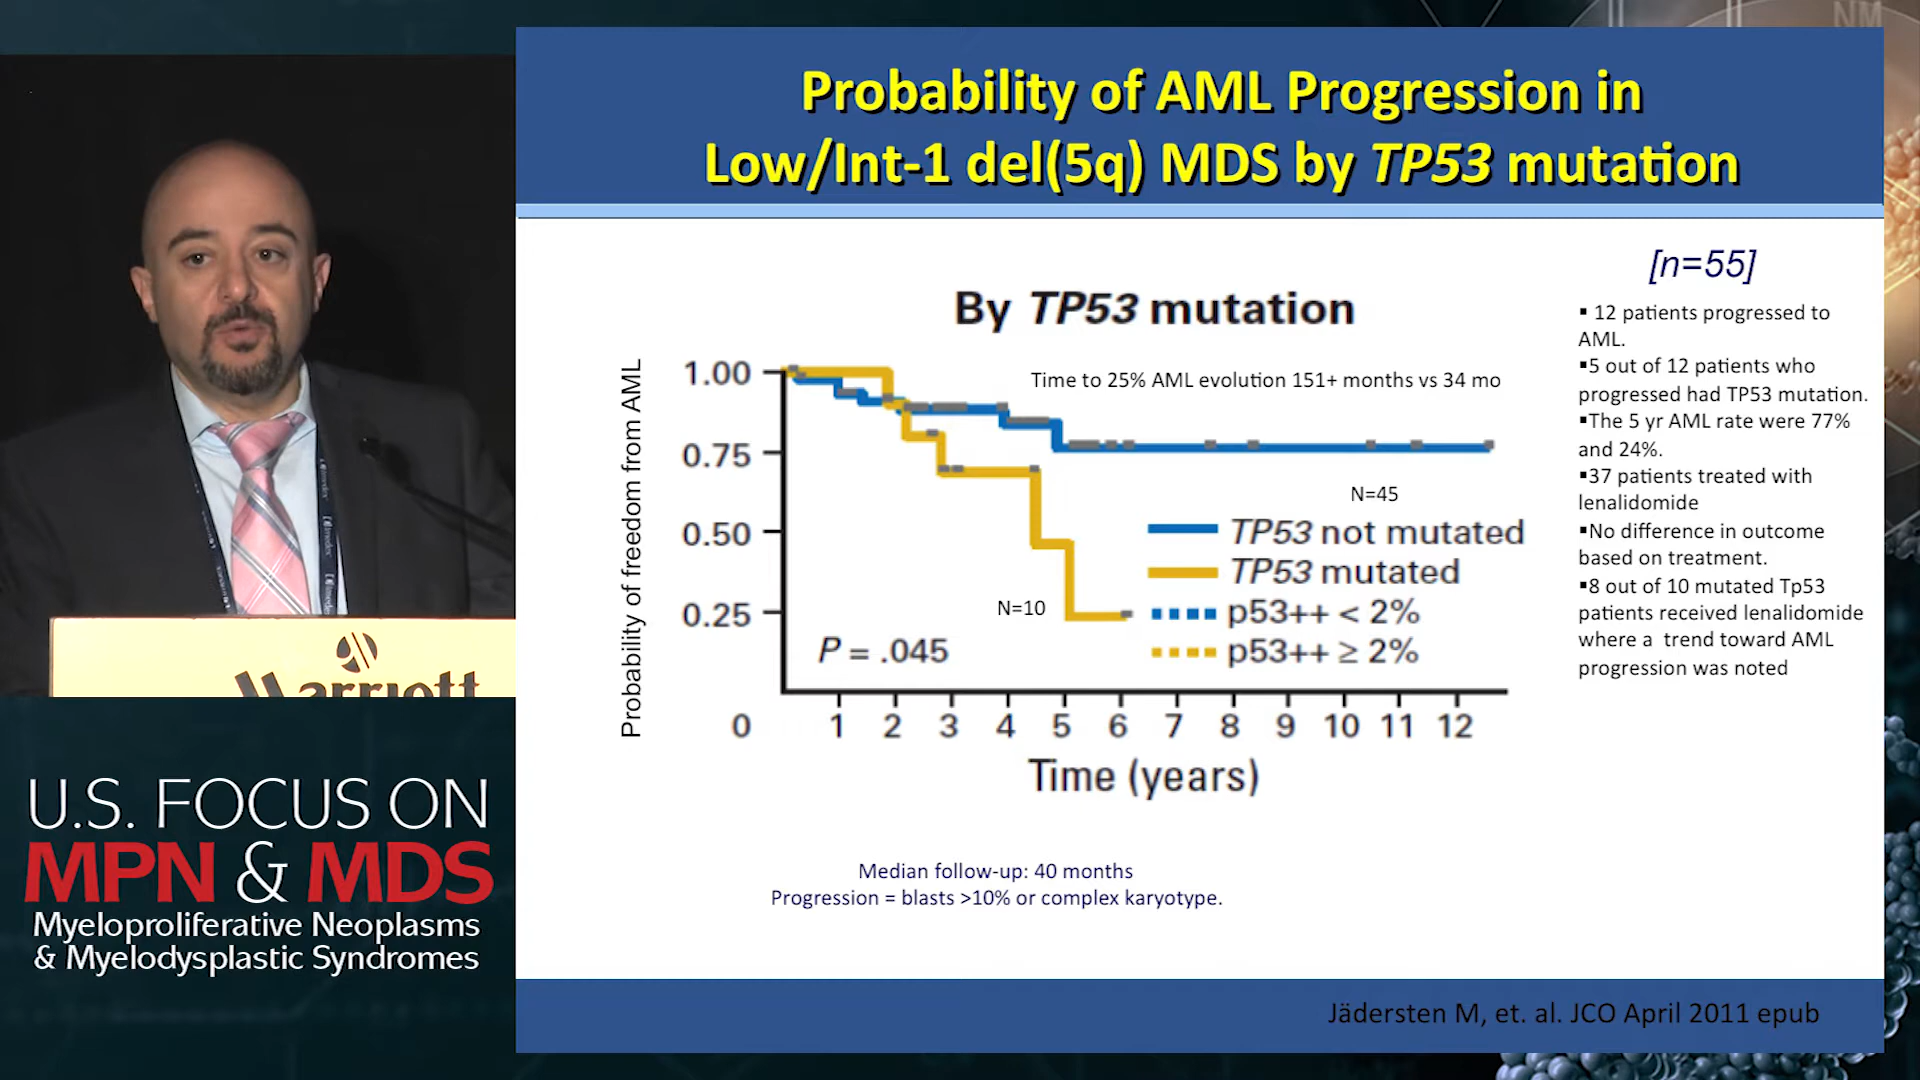 Probability of AML Progression in
Low/Int-1 del(5q) MDS by TP53 mutation
[n=55]
▪ 12 patients progressed to
AML.
▪5 out of 12 patients who
progressed had TP53 mutation.
▪The 5 yr AML rate were 77%
and 24%.
▪37 patients treated with
lenalidomide
▪No difference in outcome
based on treatment.
▪8 out of 10 mutated Tp53
patients received lenalidomide
where a trend toward AML
progression was noted
By TP53 mutation
Probability of freedom from AML
1.00
0.75
0.50
0.25
0
Time to 25% AML evolution 151+ months vs 34 mo
N=45
TP53 not mutated
TP53 mutated
p53++ < 2%
p53++ ≥ 2%
N=10
P = .045
1 2 3 4 5 6 7 8 9 10 11 12
Time (years)
Median follow-up: 40 months
Progression = blasts >10% or complex karyotype.
Jädersten M, et. al. JCO April 2011 epub
Marriott
U.S. FOCUS ON
MPN & MDS
Myeloproliferative Neoplasms
& Myelodysplastic Syndromes
NM